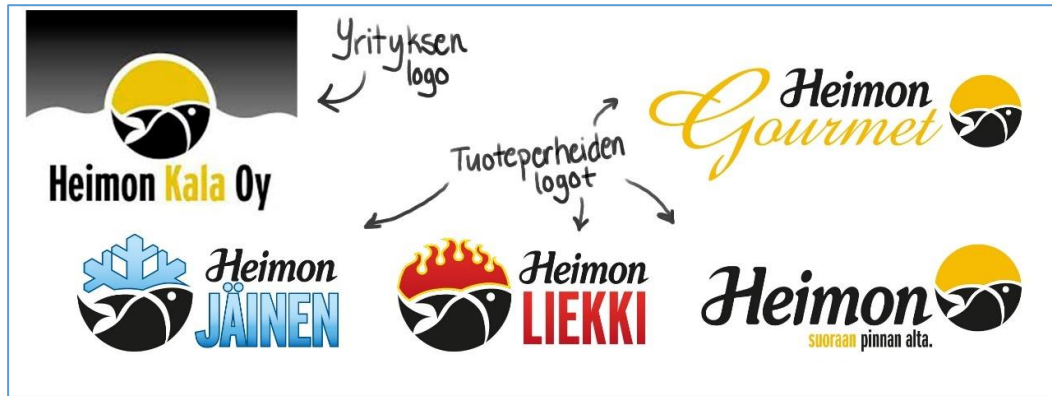 Yrityksen
logo
Heimon Kala Oy
Heimon
Gourmet
Tuoteperheiden
logot
Heimon
JÄINEN
Heimon
LIEKKI
Heimon
suoraan pinnan alta.